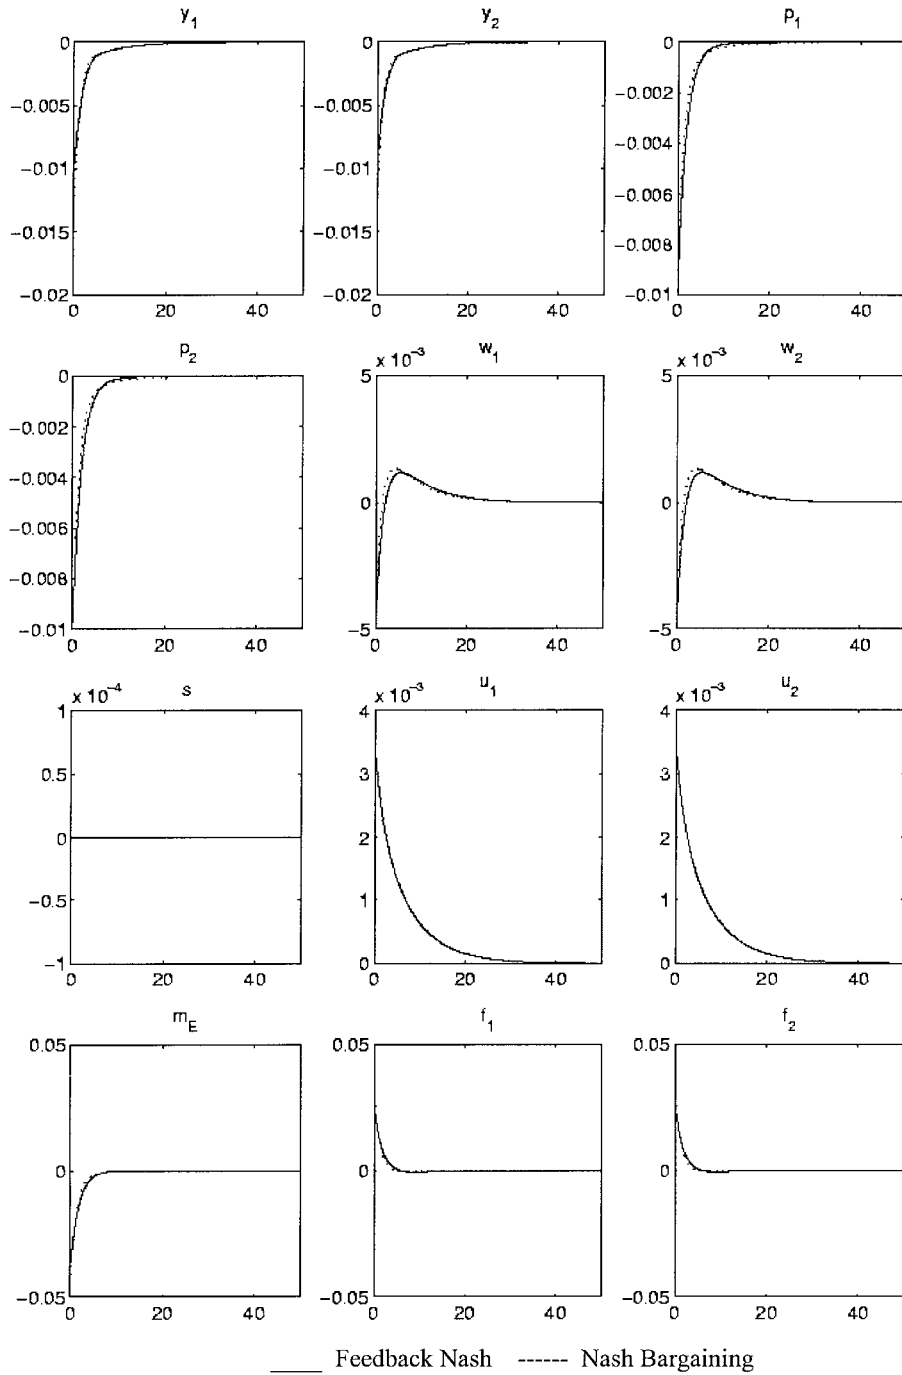 y₁ y₂ p₁
0 0 0
−0.005 −0.005 −0.002
−0.01 −0.01 −0.004
−0.015 −0.015 −0.006
−0.008
−0.02 −0.02 −0.01
0 20 40 0 20 40 0 20 40
p₂ w₁ w₂
x 10⁻³ x 10⁻³
0 5 5
−0.002
−0.004 0 0
−0.006
−0.008
−0.01 −5 −5
0 20 40 0 20 40 0 20 40
s u₁ u₂
x 10⁻⁴ x 10⁻³ x 10⁻³
1 4 4
0.5 3 3
0 2 2
−0.5 1 1
−1 0 0
0 20 40 0 20 40 0 20 40
m_E f₁ f₂
0.05 0.05 0.05
0 0 0
−0.05 −0.05 −0.05
0 20 40 0 20 40 0 20 40
Feedback Nash Nash Bargaining